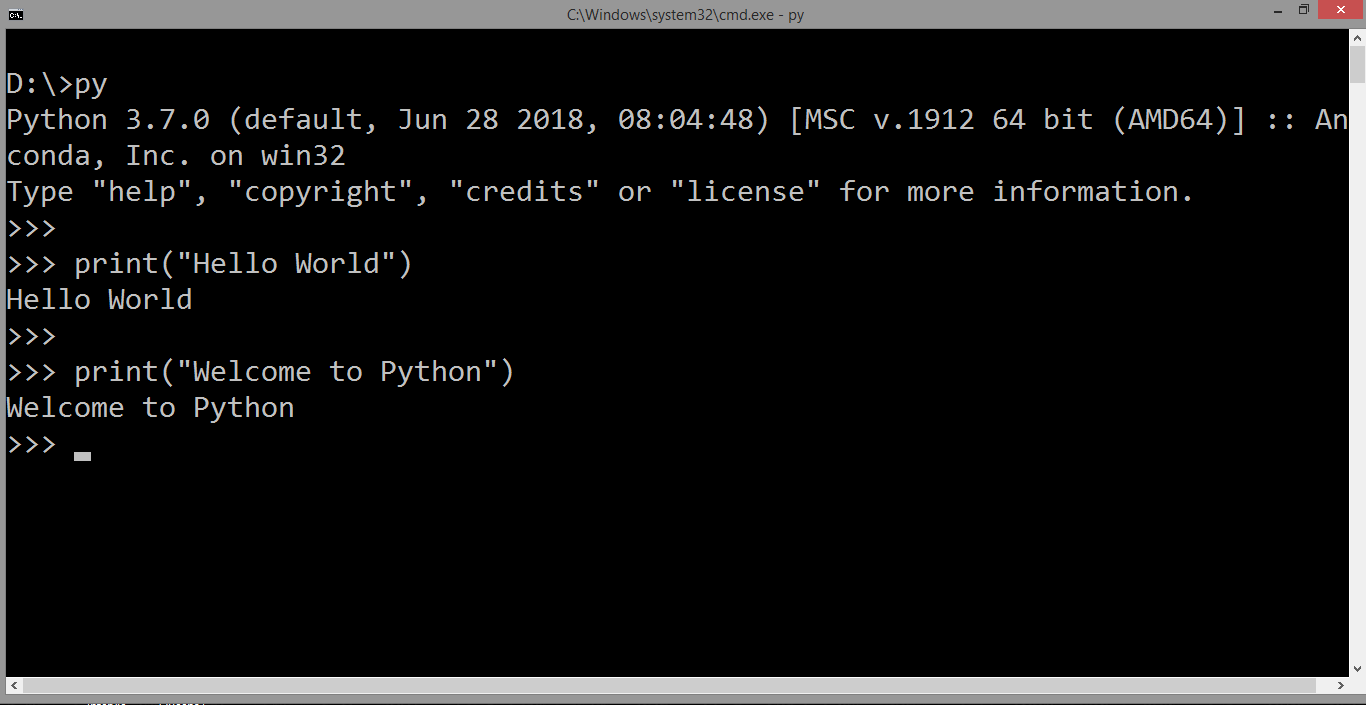 C:\Windows\system32\cmd.exe - py
D:\>py
Python 3.7.0 (default, Jun 28 2018, 08:04:48) [MSC v.1912 64 bit (AMD64)] :: An
conda, Inc. on win32
Type "help", "copyright", "credits" or "license" for more information.
>>>
>>> print("Hello World")
Hello World
>>>
>>> print("Welcome to Python")
Welcome to Python
>>>